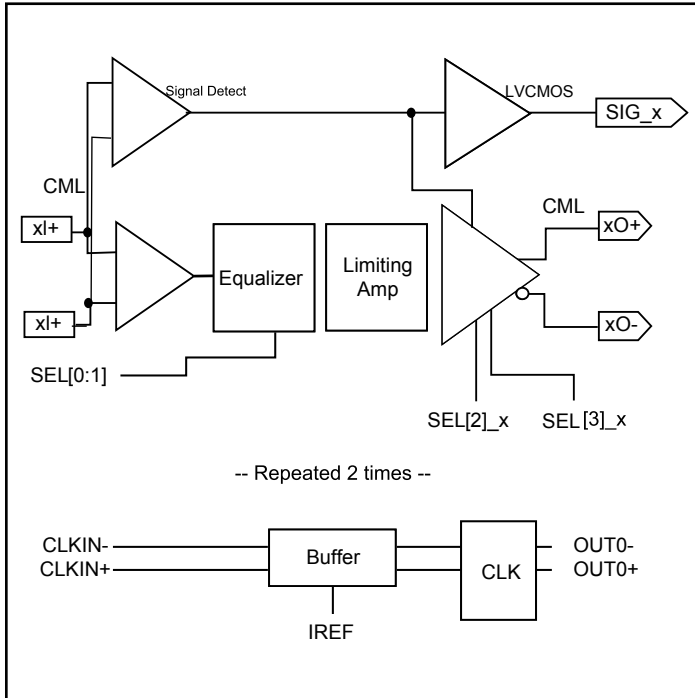 Signal Detect
LVCMOS
SIG_x
CML
xI+
CML
xO+
Equalizer
Limiting
Amp
xI+
xO-
SEL[0:1]
SEL[2]_x
SEL[3]_x
-- Repeated 2 times --
CLKIN-
CLKIN+
Buffer
CLK
OUT0-
OUT0+
IREF